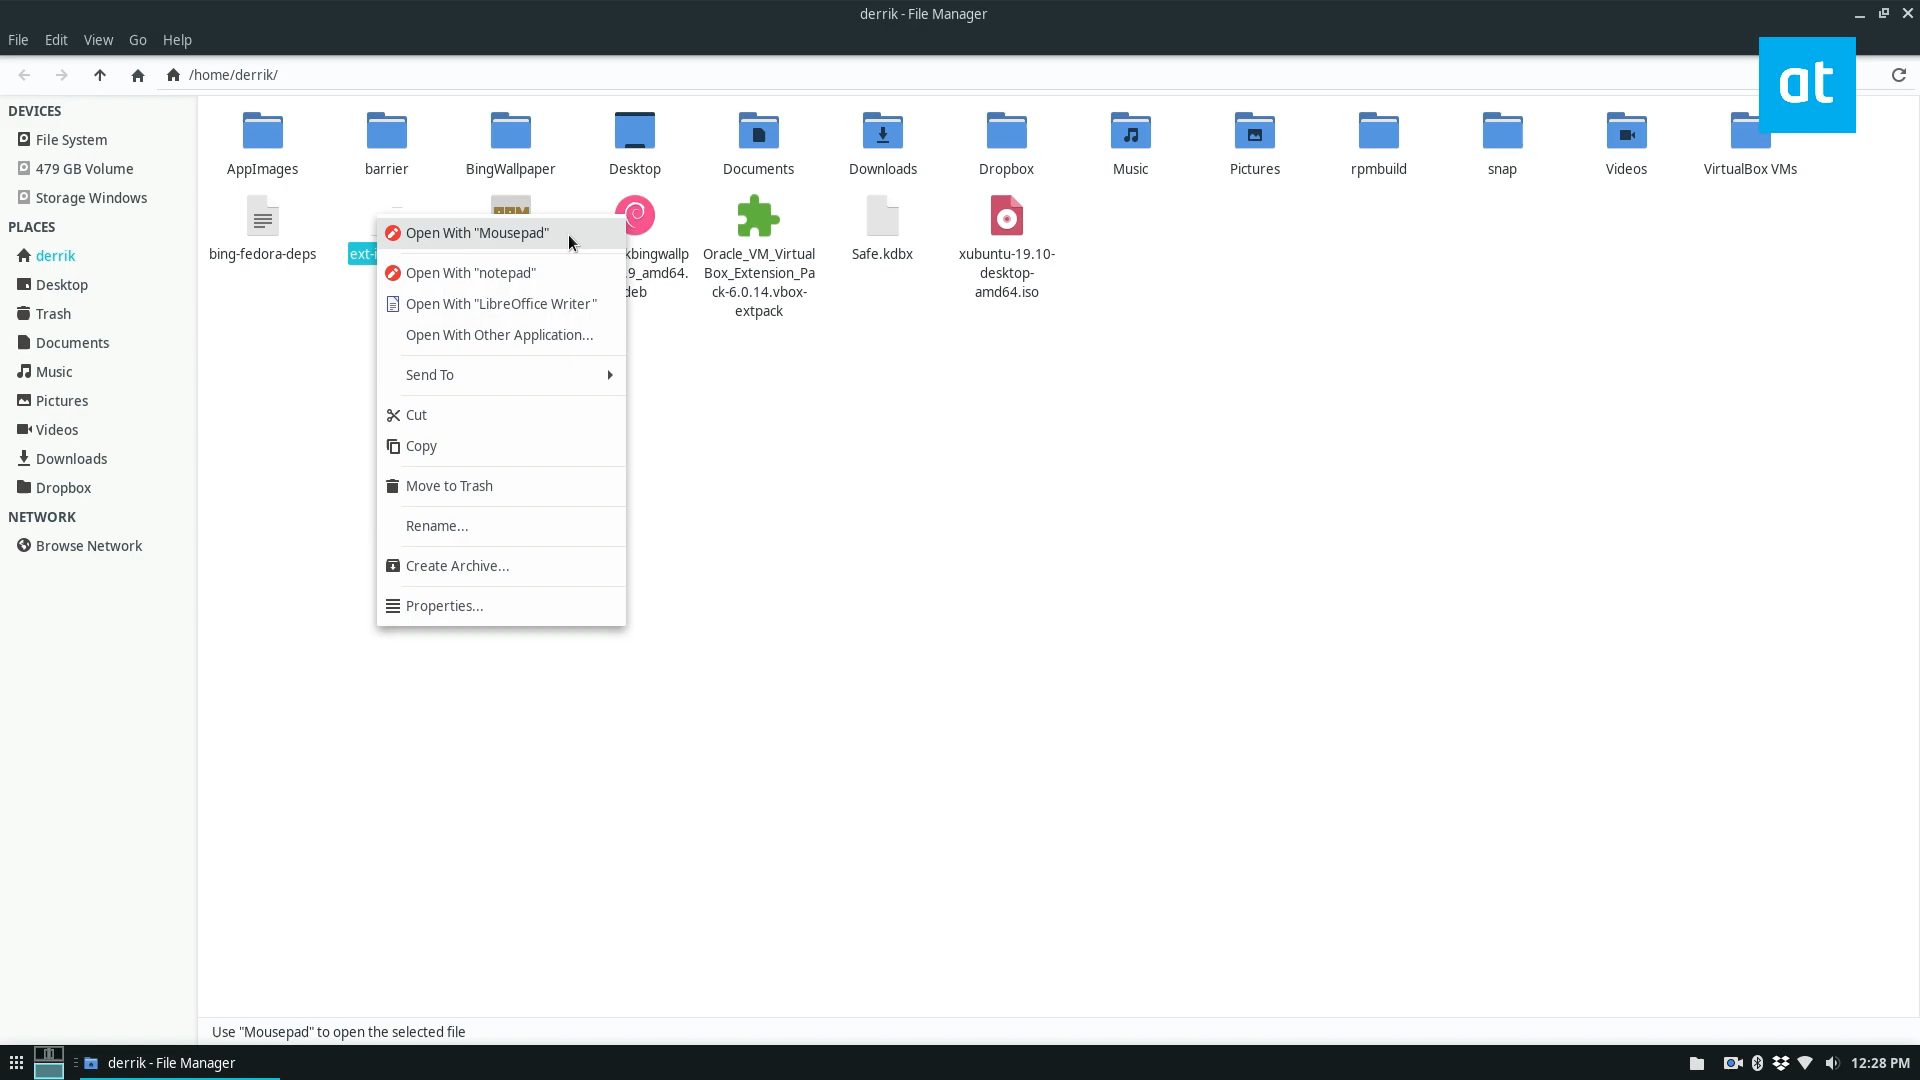 derrik - File Manager
File Edit View Go Help
/home/derrik/
at
DEVICES
File System
479 GB Volume
Storage Windows
PLACES
derrik
Desktop
Trash
Documents
Music
Pictures
Videos
Downloads
Dropbox
NETWORK
Browse Network
AppImages barrier BingWallpaper Desktop Documents Downloads Dropbox Music Pictures rpmbuild snap Videos VirtualBox VMs
bing-fedora-deps
ext-i
kbingwallp
.9_amd64.
deb
Oracle_VM_Virtual
Box_Extension_Pa
ck-6.0.14.vbox-
extpack
Safe.kdbx
xubuntu-19.10-
desktop-
amd64.iso
Open With "Mousepad"
Open With "notepad"
Open With "LibreOffice Writer"
Open With Other Application...
Send To
Cut
Copy
Move to Trash
Rename...
Create Archive...
Properties...
Use "Mousepad" to open the selected file
derrik - File Manager
12:28 PM